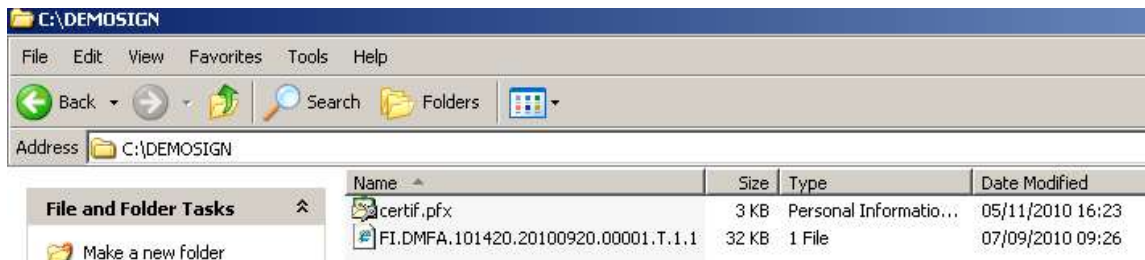 C:\DEMOSIGN
File Edit View Favorites Tools Help
Back Search Folders
Address C:\DEMOSIGN
Name Size Type Date Modified
File and Folder Tasks
certif.pfx 3 KB Personal Informatio... 05/11/2010 16:23
FI.DMFA.101420.20100920.00001.T.1.1 32 KB 1 File 07/09/2010 09:26
Make a new folder